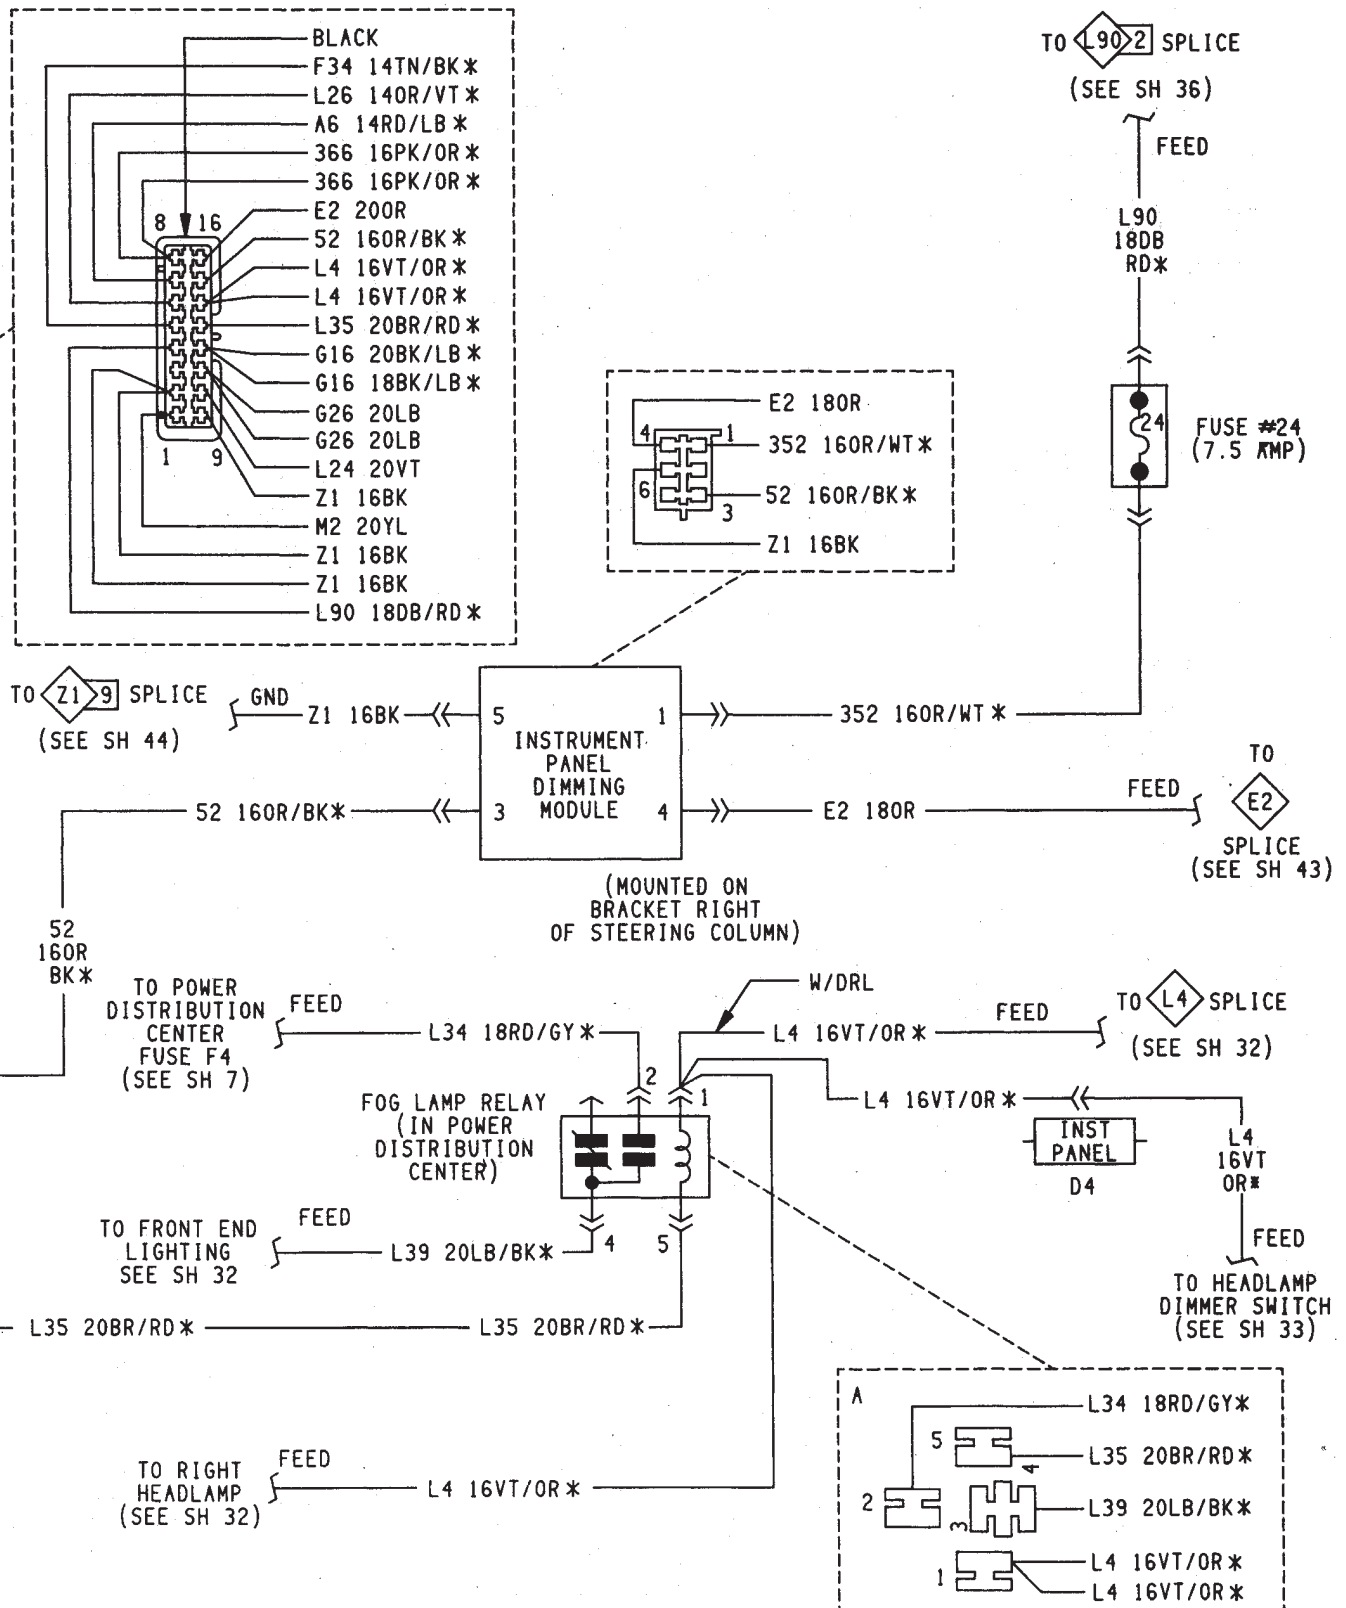 BLACK
F34 14TN/BK*
L26 14OR/VT*
A6 14RD/LB*
366 16PK/OR*
366 16PK/OR*
8 16
E2 20OR
52 16OR/BK*
L4 16VT/OR*
L4 16VT/OR*
L35 20BR/RD*
G16 20BK/LB*
G16 18BK/LB*
G26 20LB
G26 20LB
1 9
L24 20VT
Z1 16BK
M2 20YL
Z1 16BK
Z1 16BK
L90 18DB/RD*
TO L90 2 SPLICE
(SEE SH 36)
FEED
L90
18DB
RD*
24
FUSE #24
(7.5 AMP)
E2 18OR
4 1
352 16OR/WT*
6 3
52 16OR/BK*
Z1 16BK
TO Z1 9 SPLICE
(SEE SH 44)
GND
Z1 16BK
5 1
INSTRUMENT
PANEL
DIMMING
MODULE
3 4
352 16OR/WT*
52 16OR/BK*
E2 18OR
FEED
TO
E2
SPLICE
(SEE SH 43)
(MOUNTED ON
BRACKET RIGHT
OF STEERING COLUMN)
52
16OR
BK*
TO POWER
DISTRIBUTION
CENTER
FUSE F4
(SEE SH 7)
FEED
L34 18RD/GY*
W/DRL
L4 16VT/OR*
FEED
TO L4 SPLICE
(SEE SH 32)
2
1
FOG LAMP RELAY
(IN POWER
DISTRIBUTION
CENTER)
L4 16VT/OR*
INST
PANEL
D4
L4
16VT
OR*
FEED
TO HEADLAMP
DIMMER SWITCH
(SEE SH 33)
TO FRONT END
LIGHTING
SEE SH 32
FEED
L39 20LB/BK*
4 5
L35 20BR/RD*
L35 20BR/RD*
TO RIGHT
HEADLAMP
(SEE SH 32)
FEED
L4 16VT/OR*
A
L34 18RD/GY*
5
L35 20BR/RD*
4
2
L39 20LB/BK*
3
1
L4 16VT/OR*
L4 16VT/OR*